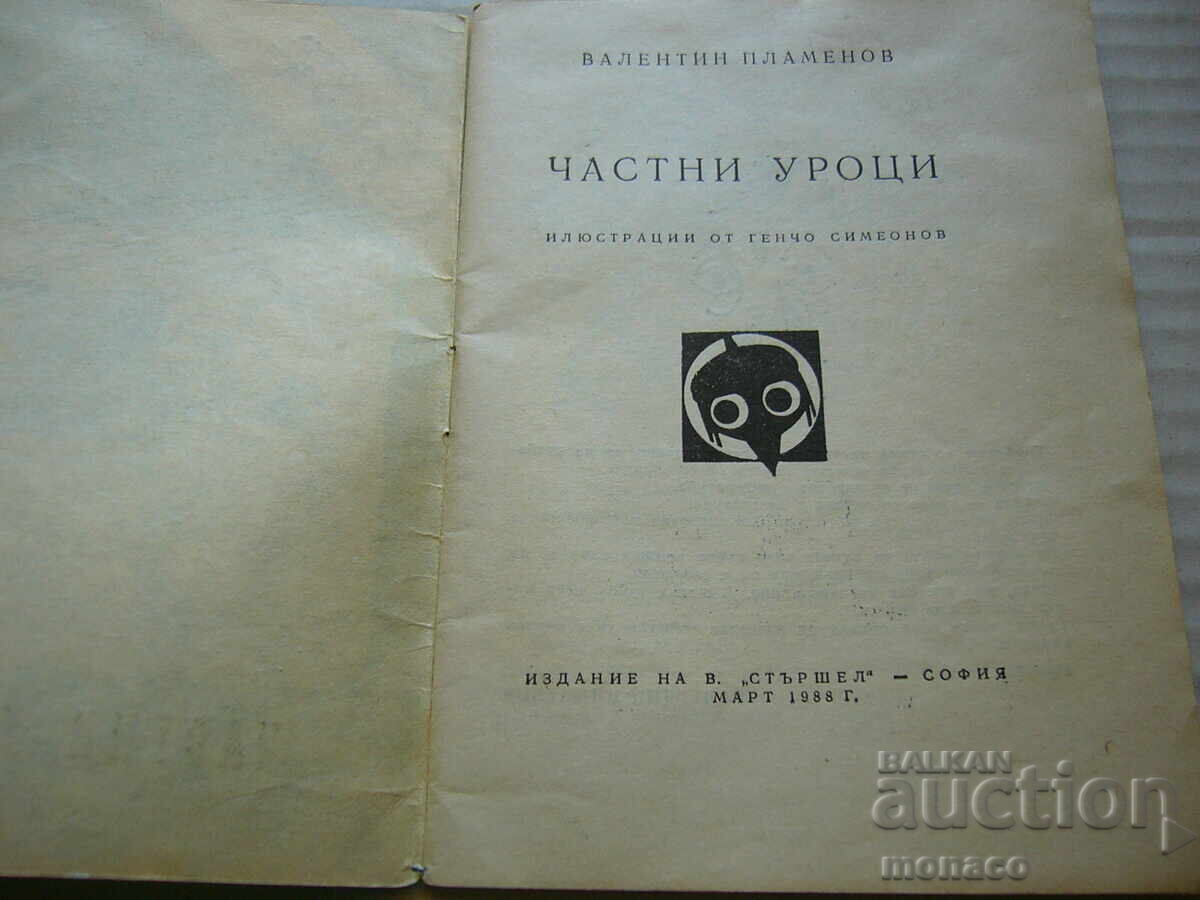 ВАЛЕНТИН ПЛАМЕНОВ
ЧАСТНИ УРОЦИ
ИЛЮСТРАЦИИ ОТ ГЕНЧО СИМЕОНОВ
ИЗДАНИЕ НА В. „СТЪРШЕЛ“ — СОФИЯ
МАРТ 1988 Г.
BALKAN
auction
monaco